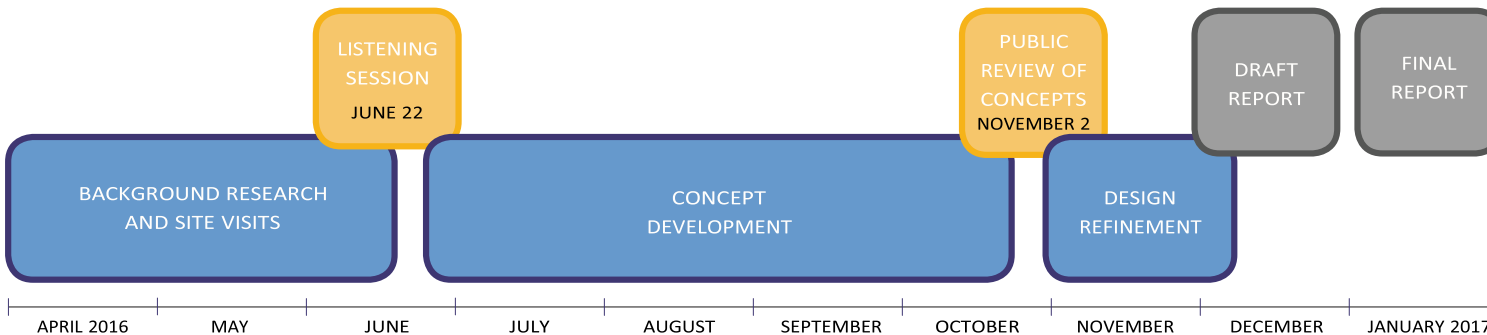 LISTENING
SESSION
JUNE 22
PUBLIC
REVIEW OF
CONCEPTS
NOVEMBER 2
DRAFT
REPORT
FINAL
REPORT
BACKGROUND RESEARCH
AND SITE VISITS
CONCEPT
DEVELOPMENT
DESIGN
REFINEMENT
APRIL 2016 MAY JUNE JULY AUGUST SEPTEMBER OCTOBER NOVEMBER DECEMBER JANUARY 2017